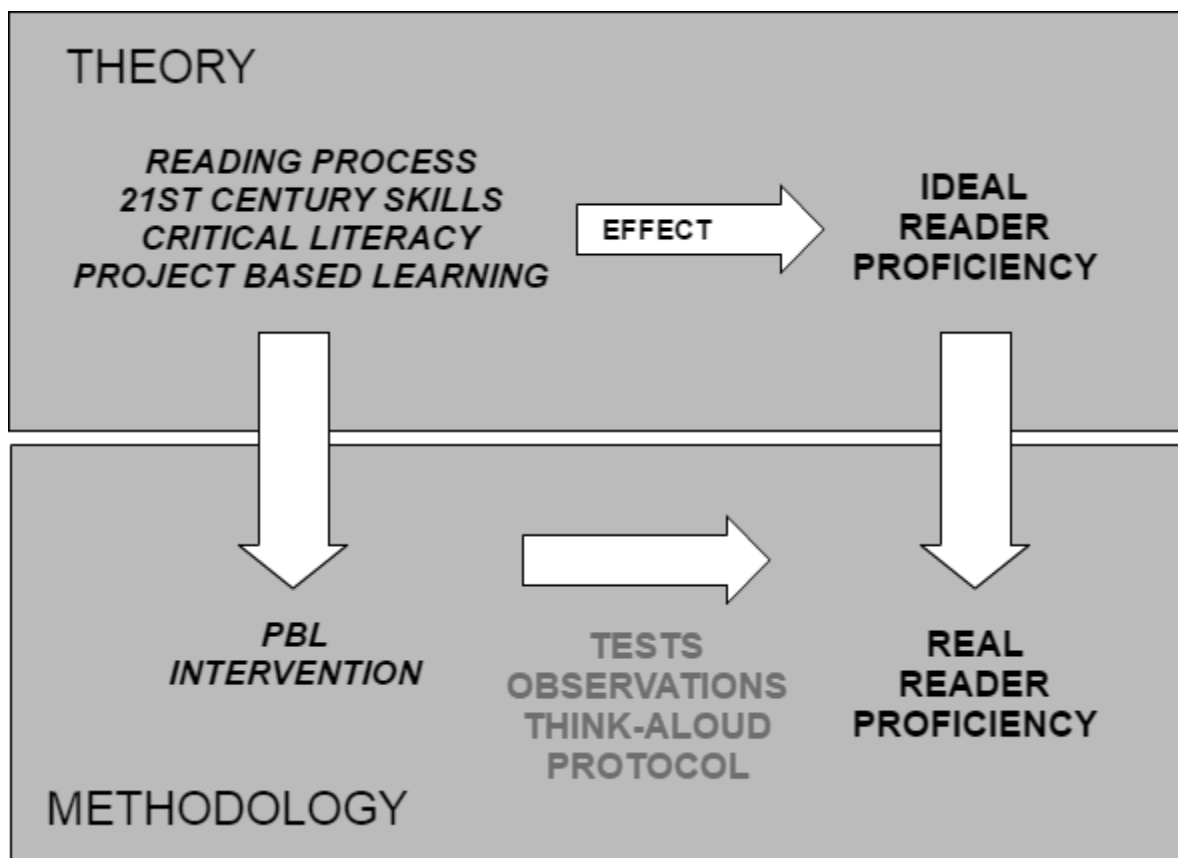 THEORY
READING PROCESS
21ST CENTURY SKILLS
CRITICAL LITERACY
PROJECT BASED LEARNING
EFFECT
IDEAL
READER
PROFICIENCY
PBL
INTERVENTION
TESTS
OBSERVATIONS
THINK-ALOUD
PROTOCOL
REAL
READER
PROFICIENCY
METHODOLOGY